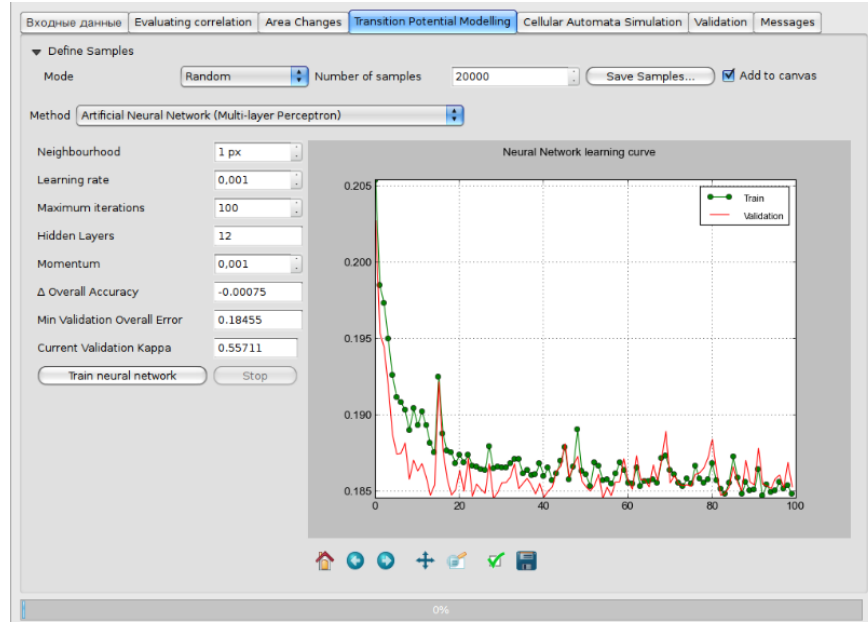 Входные данные Evaluating correlation Area Changes Transition Potential Modelling Cellular Automata Simulation Validation Messages
Define Samples
Mode Random Number of samples 20000 Save Samples... Add to canvas
Method Artificial Neural Network (Multi-layer Perceptron)
Neighbourhood 1 px
Learning rate 0,001
Maximum iterations 100
Hidden Layers 12
Momentum 0,001
Δ Overall Accuracy -0.00075
Min Validation Overall Error 0.18455
Current Validation Kappa 0.55711
Train neural network Stop
Neural Network learning curve
Train
Validation
0.205
0.200
0.195
0.190
0.185
0 20 40 60 80 100
0%